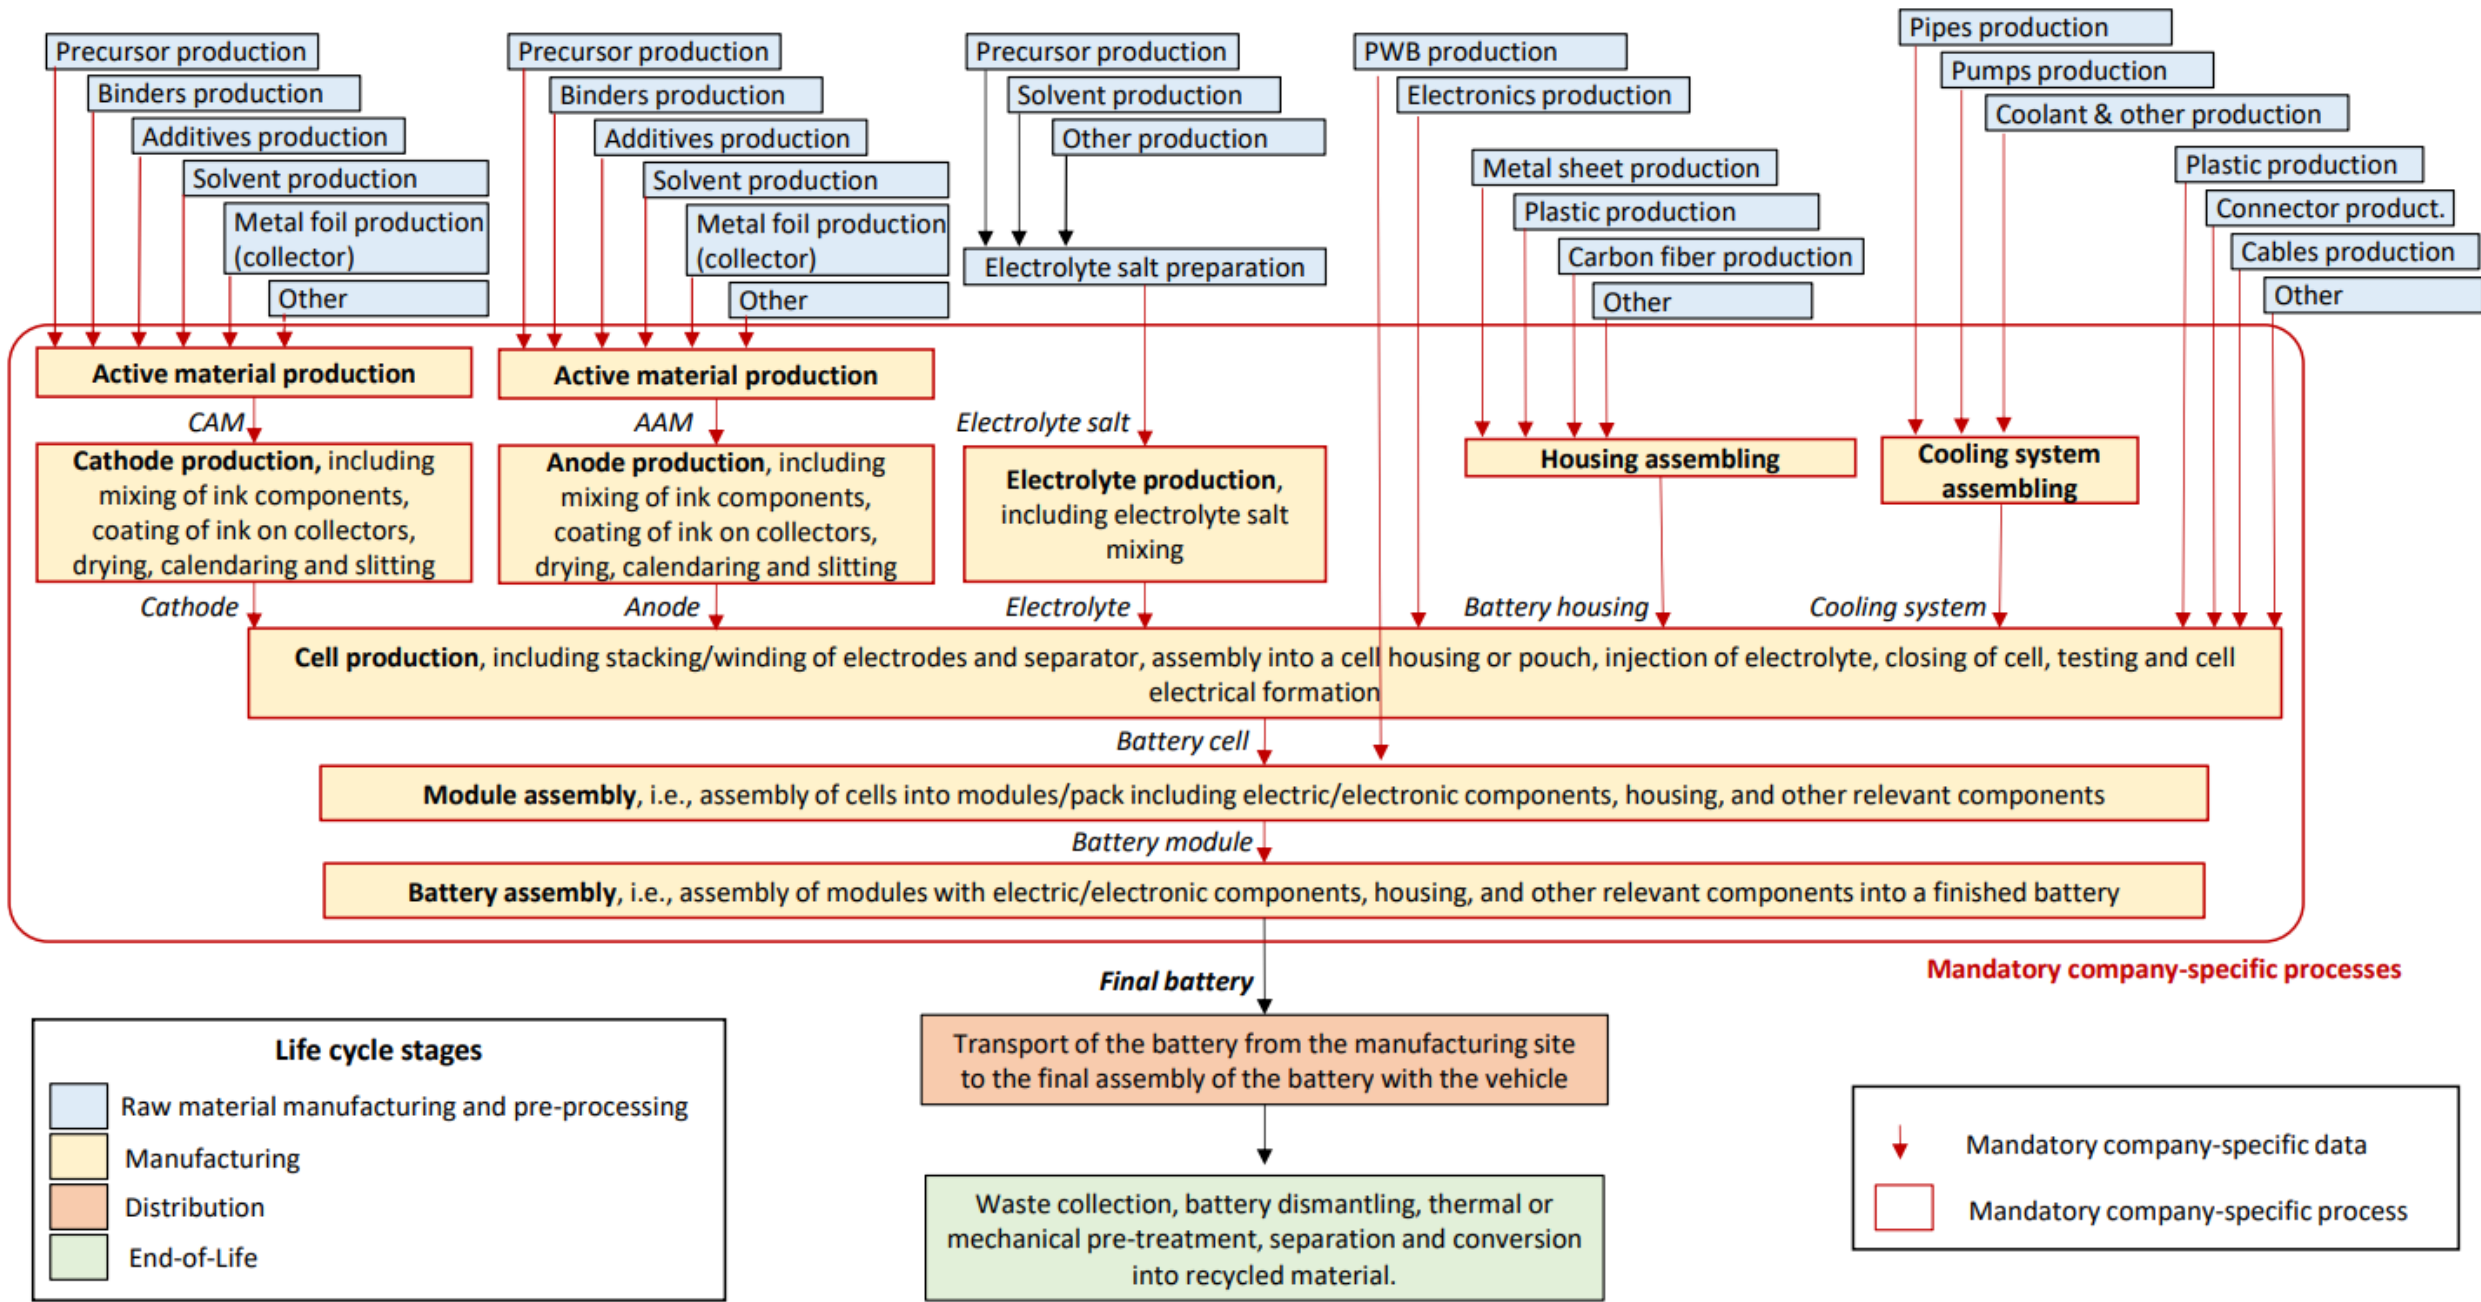 Precursor production
Binders production
Additives production
Solvent production
Metal foil production
(collector)
Other
Precursor production
Binders production
Additives production
Solvent production
Metal foil production
(collector)
Other
Precursor production
Solvent production
Other production
Electrolyte salt preparation
PWB production
Electronics production
Metal sheet production
Plastic production
Carbon fiber production
Other
Pipes production
Pumps production
Coolant & other production
Plastic production
Connector product.
Cables production
Other
Active material production
CAM
Cathode production, including
mixing of ink components,
coating of ink on collectors,
drying, calendaring and slitting
Cathode
Active material production
AAM
Anode production, including
mixing of ink components,
coating of ink on collectors,
drying, calendaring and slitting
Anode
Electrolyte salt
Electrolyte production,
including electrolyte salt
mixing
Electrolyte
Housing assembling
Battery housing
Cooling system
assembling
Cooling system
Cell production, including stacking/winding of electrodes and separator, assembly into a cell housing or pouch, injection of electrolyte, closing of cell, testing and cell
electrical formation
Battery cell
Module assembly, i.e., assembly of cells into modules/pack including electric/electronic components, housing, and other relevant components
Battery module
Battery assembly, i.e., assembly of modules with electric/electronic components, housing, and other relevant components into a finished battery
Mandatory company-specific processes
Final battery
Transport of the battery from the manufacturing site
to the final assembly of the battery with the vehicle
Waste collection, battery dismantling, thermal or
mechanical pre-treatment, separation and conversion
into recycled material.
Life cycle stages
Raw material manufacturing and pre-processing
Manufacturing
Distribution
End-of-Life
Mandatory company-specific data
Mandatory company-specific process